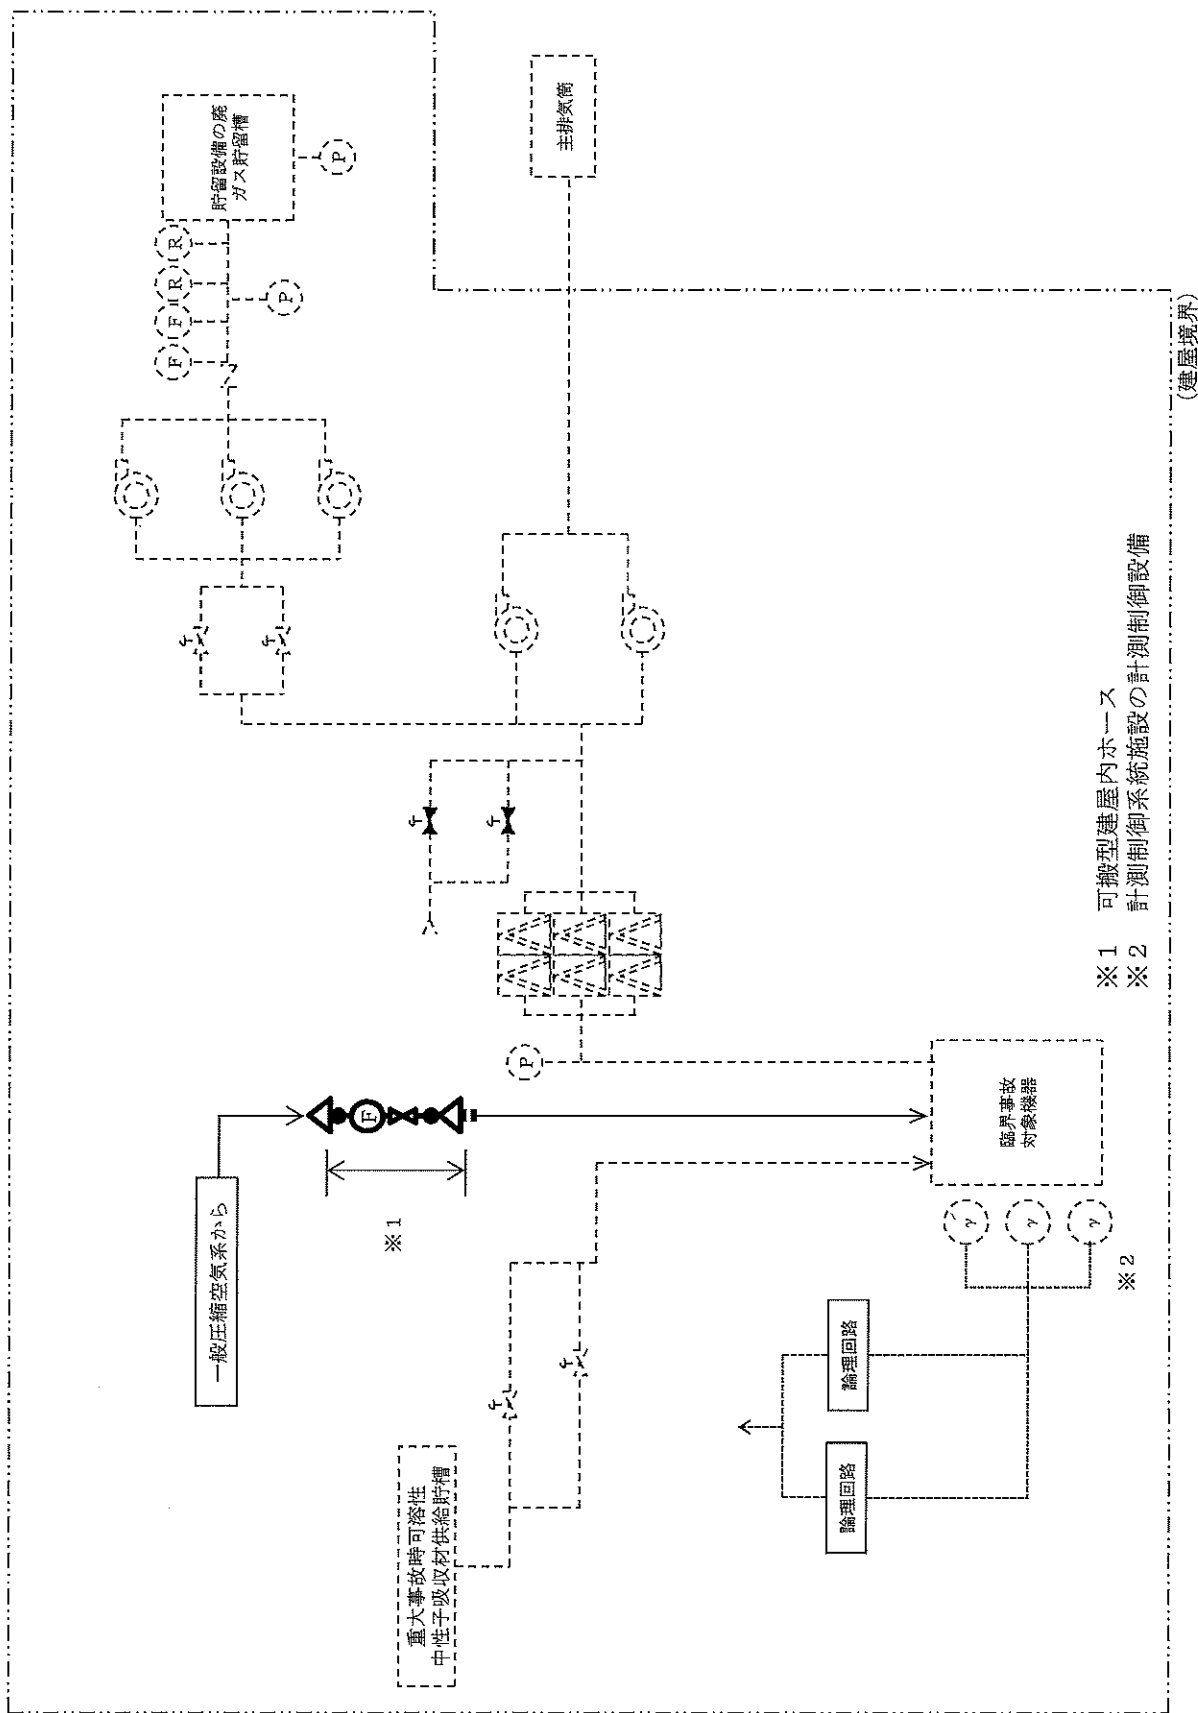 貯留設備の廃
ガス貯留槽
P
R
R
F
F
P
主排気筒
P
一般圧縮空気系から
F
※1
重大事故時可溶性
中性子吸収材供給貯槽
臨界事故
対象機器
γ
γ
γ
※2
論理回路
論理回路
※1 可搬型建屋内ホース
※2 計測制御系統施設の計測制御設備
(建屋境界)